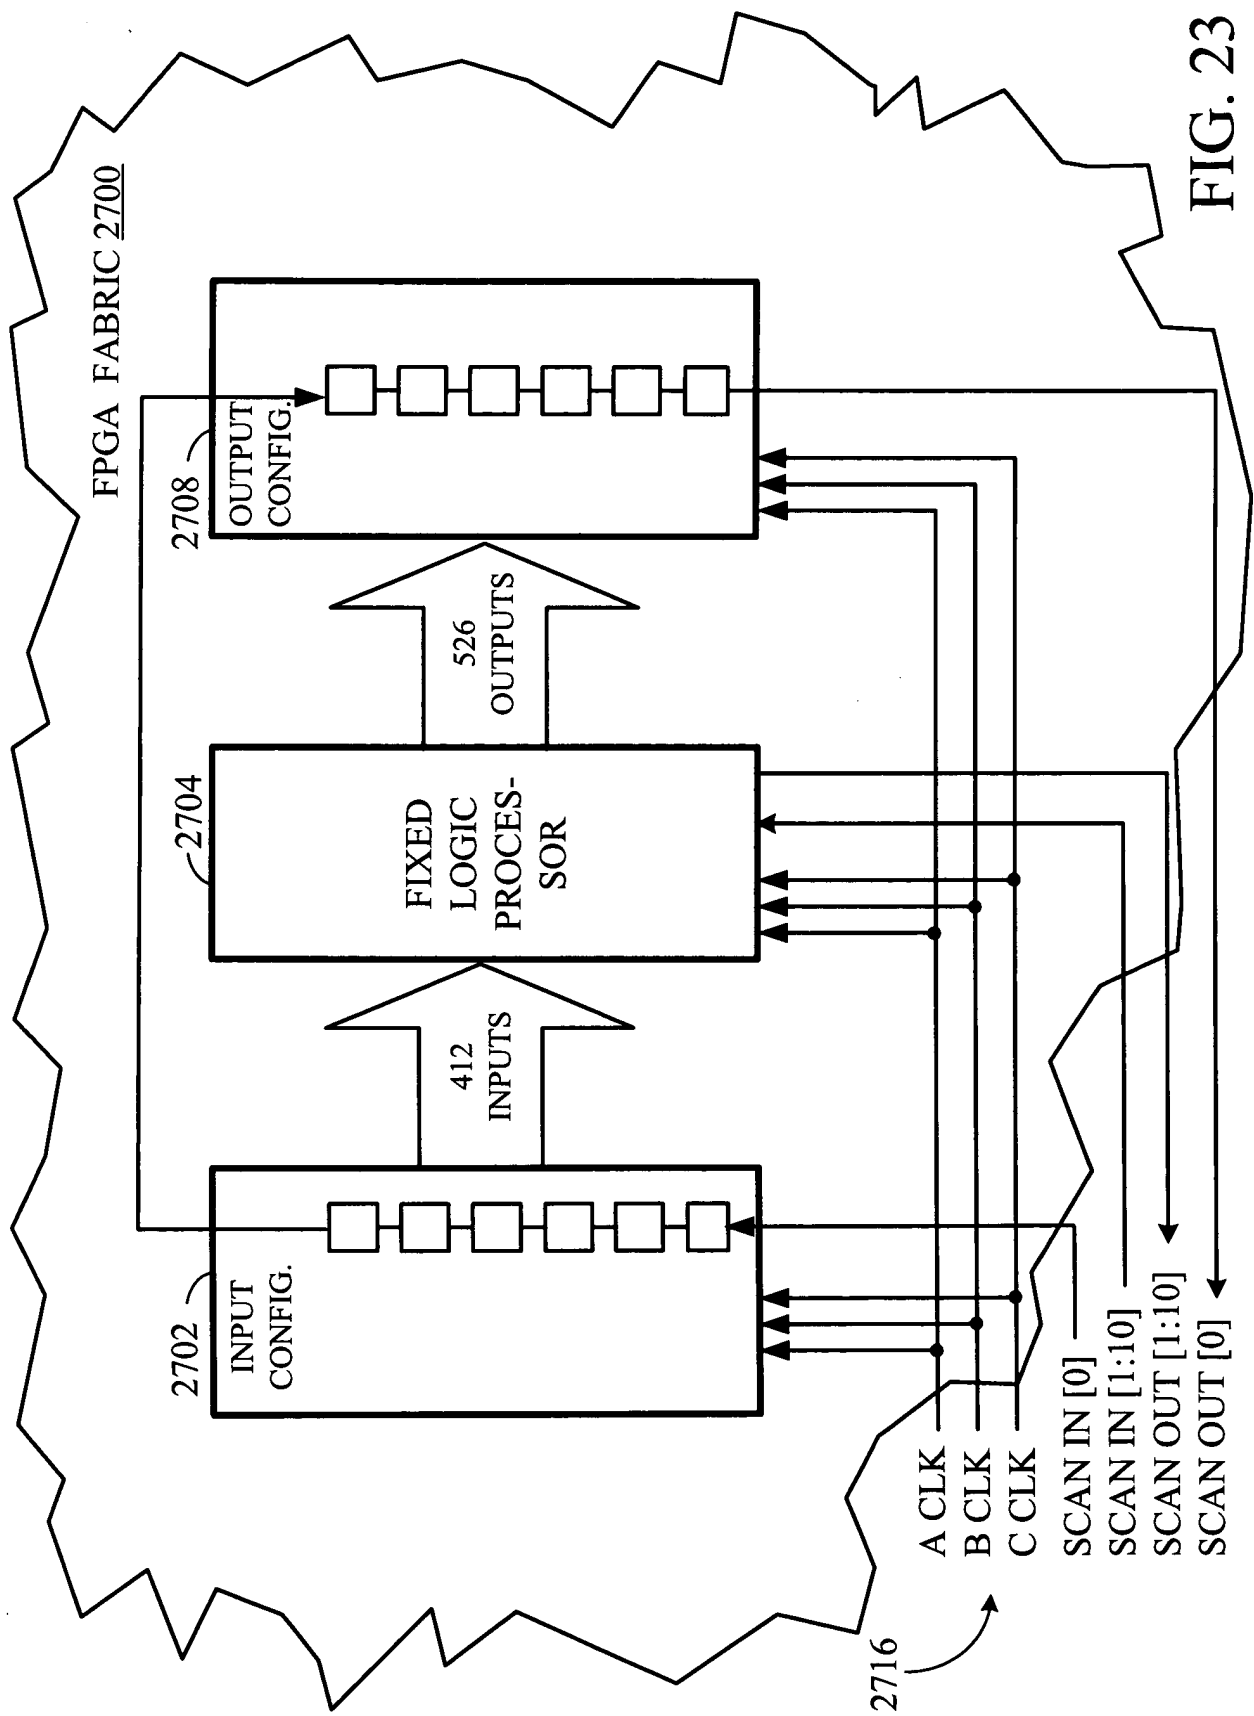 FPGA FABRIC 2700
2702
INPUT
CONFIG.
412
INPUTS
2704
FIXED
LOGIC
PROCES-
SOR
526
OUTPUTS
2708
OUTPUT
CONFIG.
A CLK
B CLK
C CLK
SCAN IN [0]
SCAN IN [1:10]
SCAN OUT [1:10]
SCAN OUT [0]
2716
FIG. 23